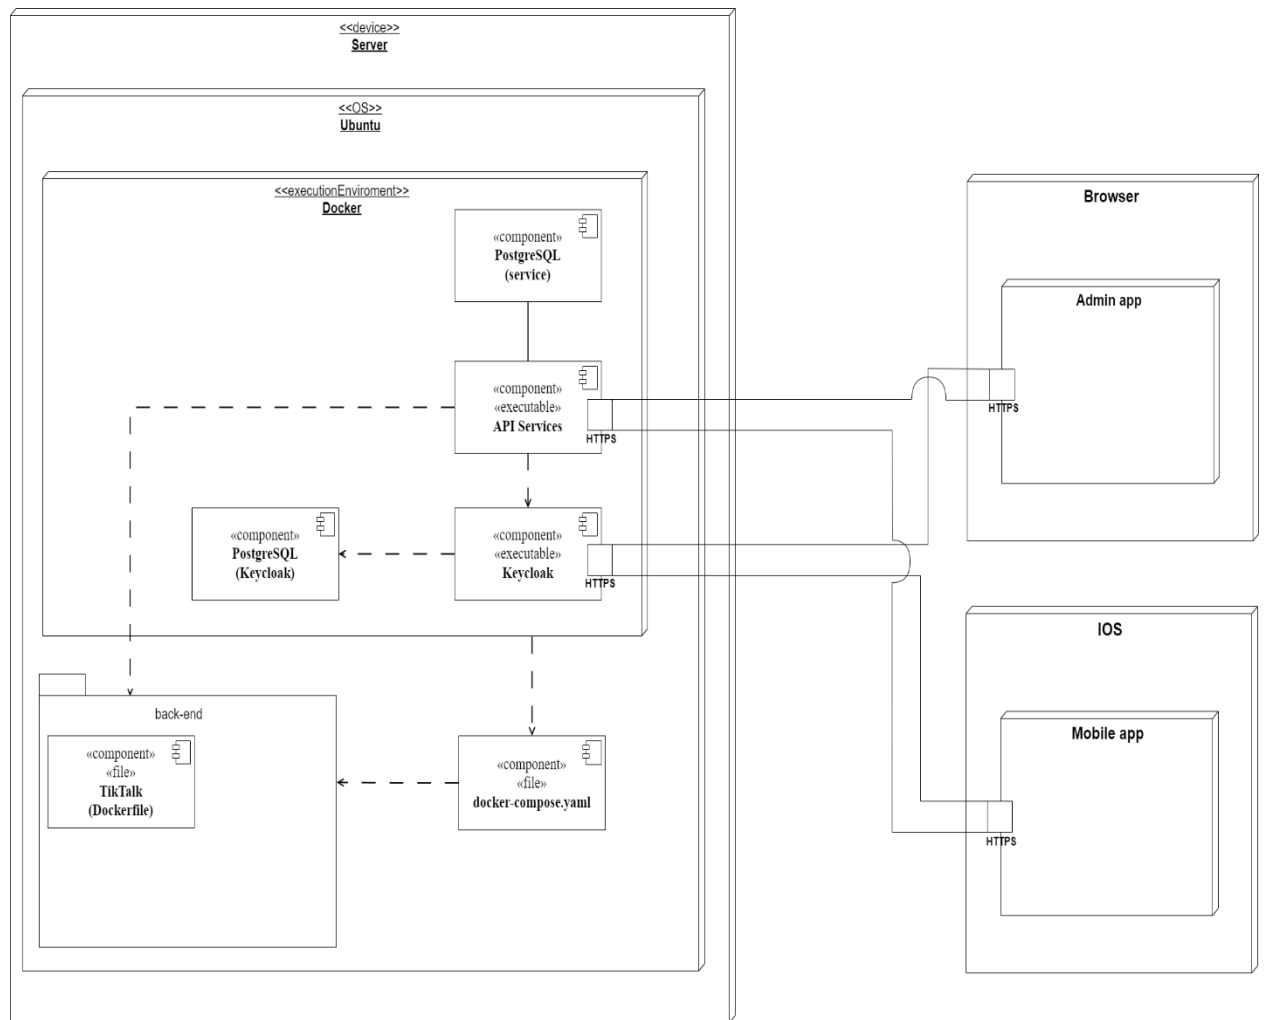 <<device>>
Server
<<OS>>
Ubuntu
<<executionEnviroment>>
Docker
«component»
PostgreSQL
(service)
«component»
«executable»
API Services
HTTPS
«component»
PostgreSQL
(Keycloak)
«component»
«executable»
Keycloak
HTTPS
back-end
«component»
«file»
TikTalk
(Dockerfile)
«component»
«file»
docker-compose.yaml
Browser
Admin app
HTTPS
IOS
Mobile app
HTTPS